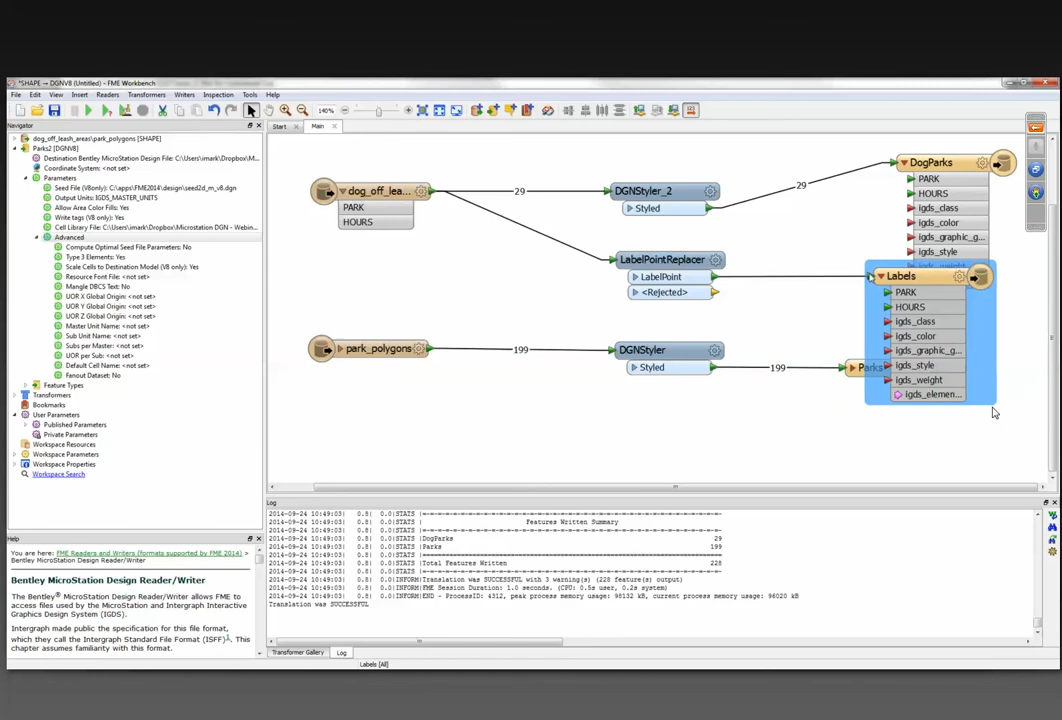 *SHAPE → DGNV8 (Untitled) - FME Workbench
File Edit View Insert Readers Transformers Writers Inspection Tools Help
140%
Navigator
Start Main
dog_off_leash_areas\park_polygons [SHAPE]
Parks2 [DGNV8]
Destination Bentley MicroStation Design File: C:\Users\imark\Dropbox\M...
Coordinate System: <not set>
Parameters
Seed File (V8only): C:\apps\FME2014\design\seed2d_m_v8.dgn
Output Units: IGDS_MASTER_UNITS
Allow Area Color Fills: Yes
Write tags (V8 only): Yes
Cell Library File: C:\Users\imark\Dropbox\Microstation DGN - Webin...
Advanced
Compute Optimal Seed File Parameters: No
Type 3 Elements: Yes
Scale Cells to Destination Model (V8 only): Yes
Resource Font File: <not set>
Mangle DBCS Text: No
UOR X Global Origin: <not set>
UOR Y Global Origin: <not set>
UOR Z Global Origin: <not set>
Master Unit Name: <not set>
Sub Unit Name: <not set>
Subs per Master: <not set>
UOR per Sub: <not set>
Default Cell Name: <not set>
Fanout Dataset: No
Feature Types
Transformers
Bookmarks
User Parameters
Published Parameters
Private Parameters
Workspace Resources
Workspace Parameters
Workspace Properties
Workspace Search
dog_off_lea...
PARK
HOURS
29
DGNStyler_2
Styled
29
DogParks
PARK
HOURS
igds_class
igds_color
igds_graphic_g...
igds_style
igds_weight
LabelPointReplacer
LabelPoint
<Rejected>
Labels
PARK
HOURS
igds_class
igds_color
igds_graphic_g...
igds_style
igds_weight
igds_elemen...
park_polygons
199
DGNStyler
Styled
199
Parks
Log
2014-09-24 10:49:03| 0.8| 0.0|STATS |=-=-=-=-=-=-=-=-=-=-=-=-=-=-=-=-=-=-=-=-=-=-=-=-=-=-=-=-=-=-=
2014-09-24 10:49:03| 0.8| 0.0|STATS | Features Written Summary
2014-09-24 10:49:03| 0.8| 0.0|STATS |=-=-=-=-=-=-=-=-=-=-=-=-=-=-=-=-=-=-=-=-=-=-=-=-=-=-=-=-=-=-=
2014-09-24 10:49:03| 0.8| 0.0|STATS |DogParks 29
2014-09-24 10:49:03| 0.8| 0.0|STATS |Parks 199
2014-09-24 10:49:03| 0.8| 0.0|STATS |==============================================================
2014-09-24 10:49:03| 0.8| 0.0|STATS |Total Features Written 228
2014-09-24 10:49:03| 0.8| 0.0|STATS |=-=-=-=-=-=-=-=-=-=-=-=-=-=-=-=-=-=-=-=-=-=-=-=-=-=-=-=-=-=-=
2014-09-24 10:49:03| 0.8| 0.0|INFORM|Translation was SUCCESSFUL with 3 warning(s) (228 feature(s) output)
2014-09-24 10:49:03| 0.8| 0.0|INFORM|FME Session Duration: 1.0 seconds. (CPU: 0.5s user, 0.2s system)
2014-09-24 10:49:03| 0.8| 0.0|INFORM|END - ProcessID: 4312, peak process memory usage: 98132 kB, current process memory usage: 96020 kB
Translation was SUCCESSFUL
Transformer Gallery Log
Labels [All]
Help
You are here: FME Readers and Writers (formats supported by FME 2014) >
Bentley MicroStation Design Reader/Writer
Bentley MicroStation Design Reader/Writer
The Bentley® MicroStation Design Reader/Writer allows FME to
access files used by the MicroStation and Intergraph Interactive
Graphics Design System (IGDS).
Intergraph made public the specification for this file format,
which they call the Intergraph Standard File Format (ISFF)1. This
chapter assumes familiarity with this format.